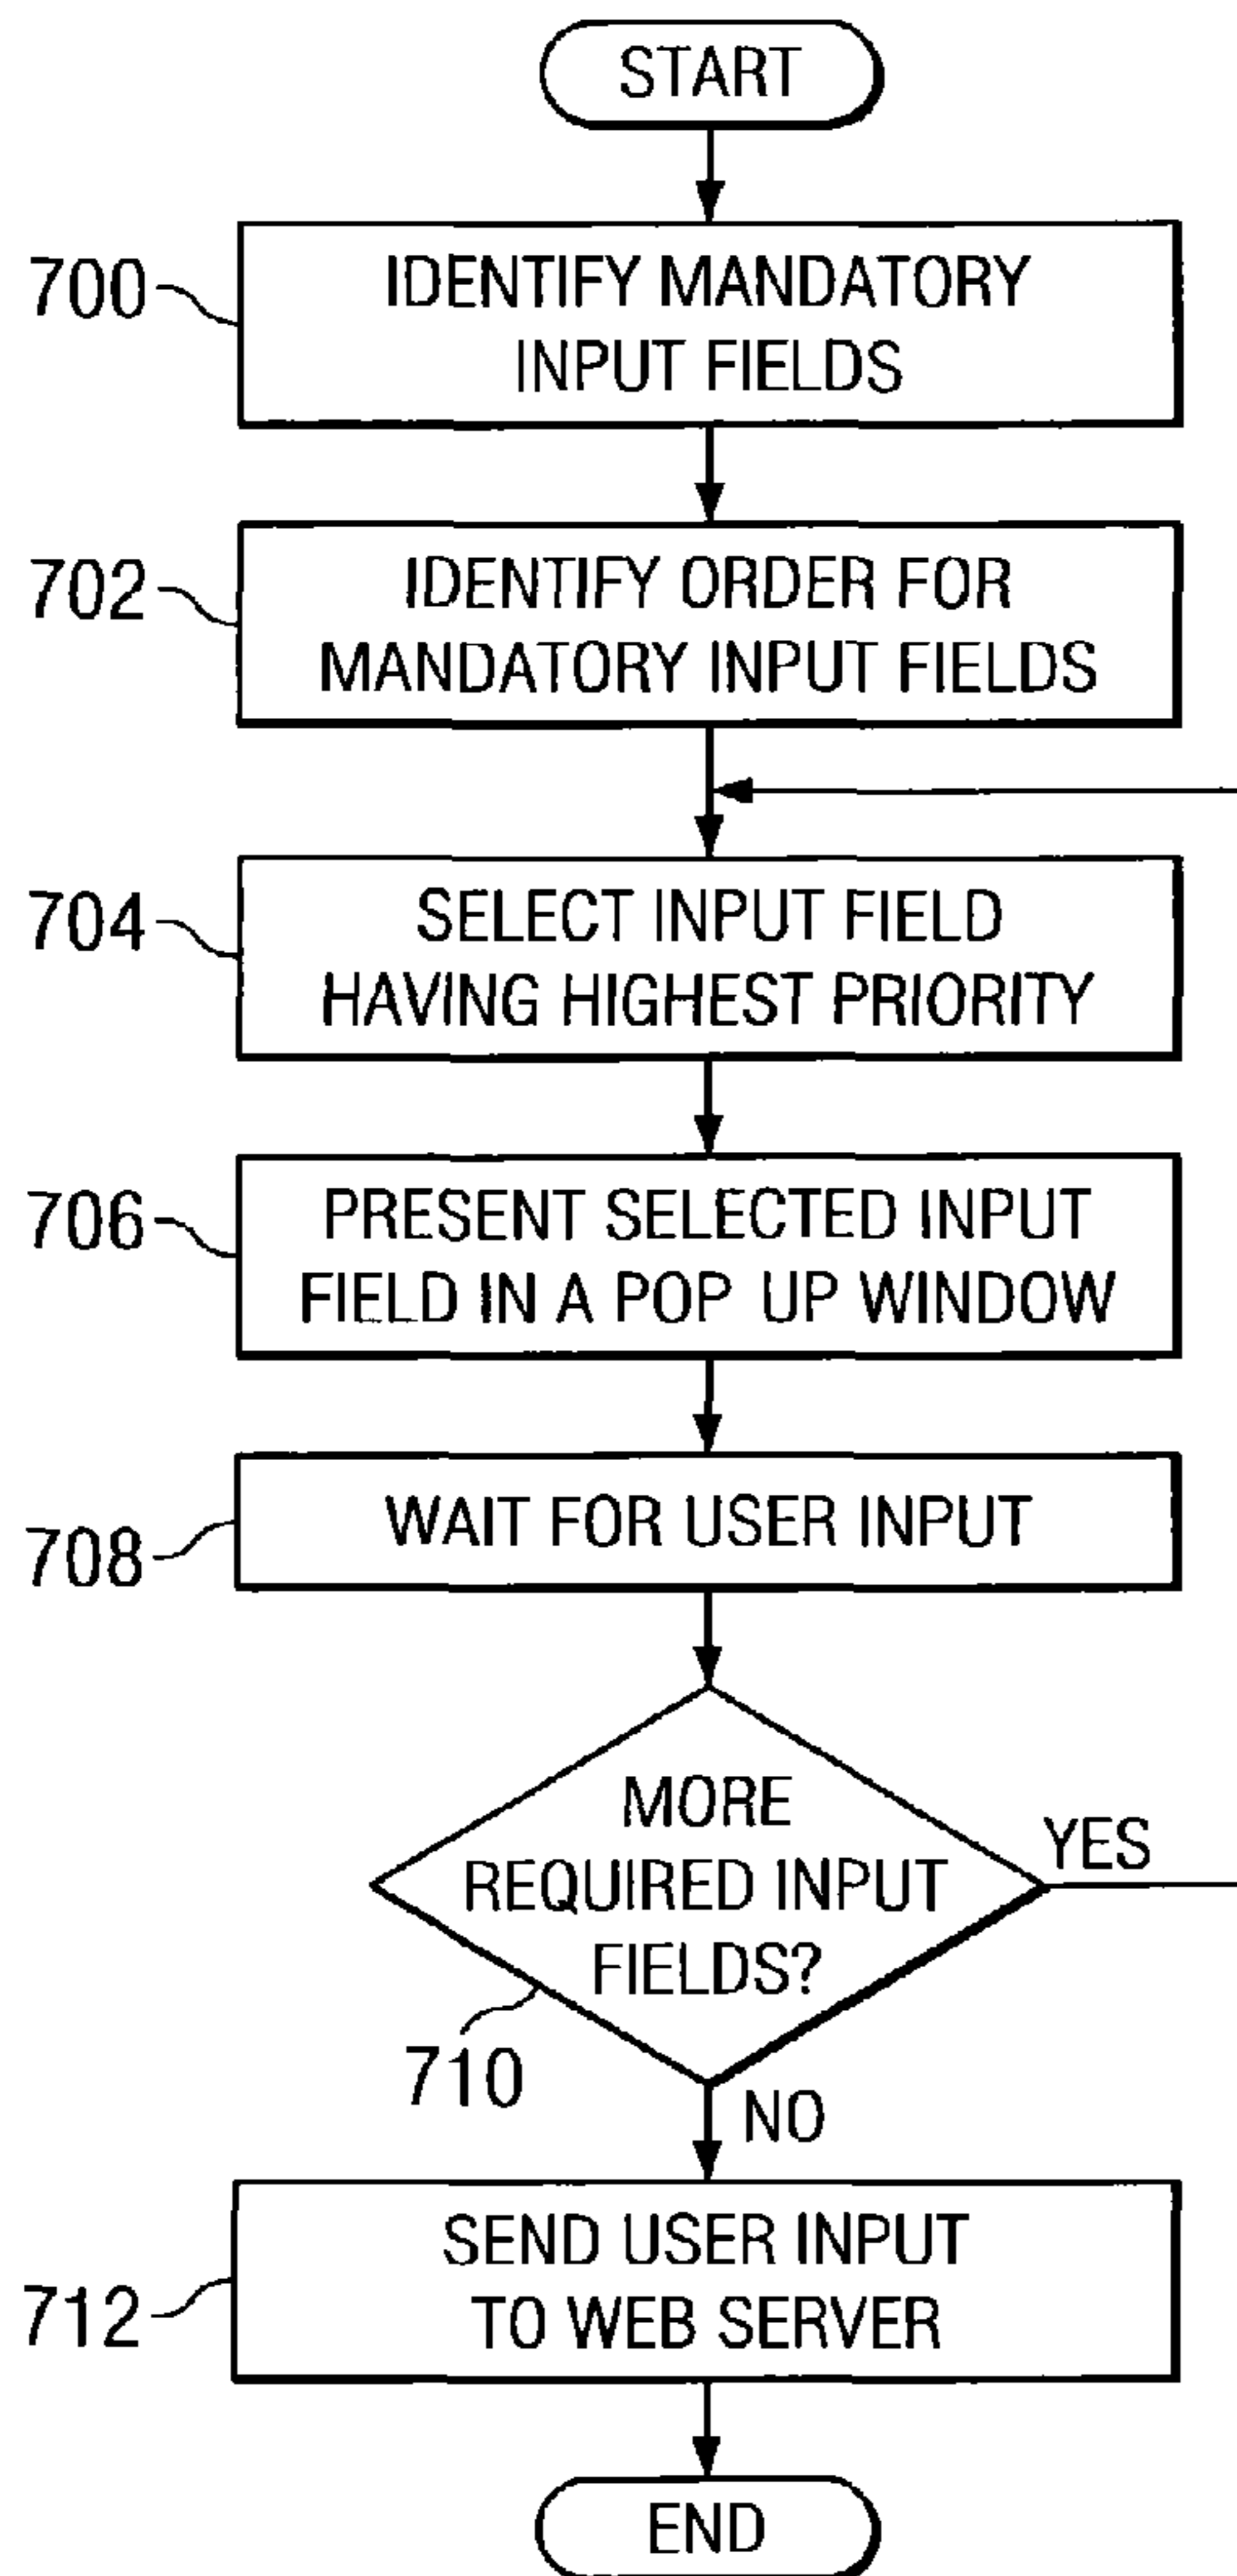 START
700
IDENTIFY MANDATORY
INPUT FIELDS
702
IDENTIFY ORDER FOR
MANDATORY INPUT FIELDS
704
SELECT INPUT FIELD
HAVING HIGHEST PRIORITY
706
PRESENT SELECTED INPUT
FIELD IN A POP UP WINDOW
708
WAIT FOR USER INPUT
MORE
REQUIRED INPUT
FIELDS?
YES
710
NO
712
SEND USER INPUT
TO WEB SERVER
END